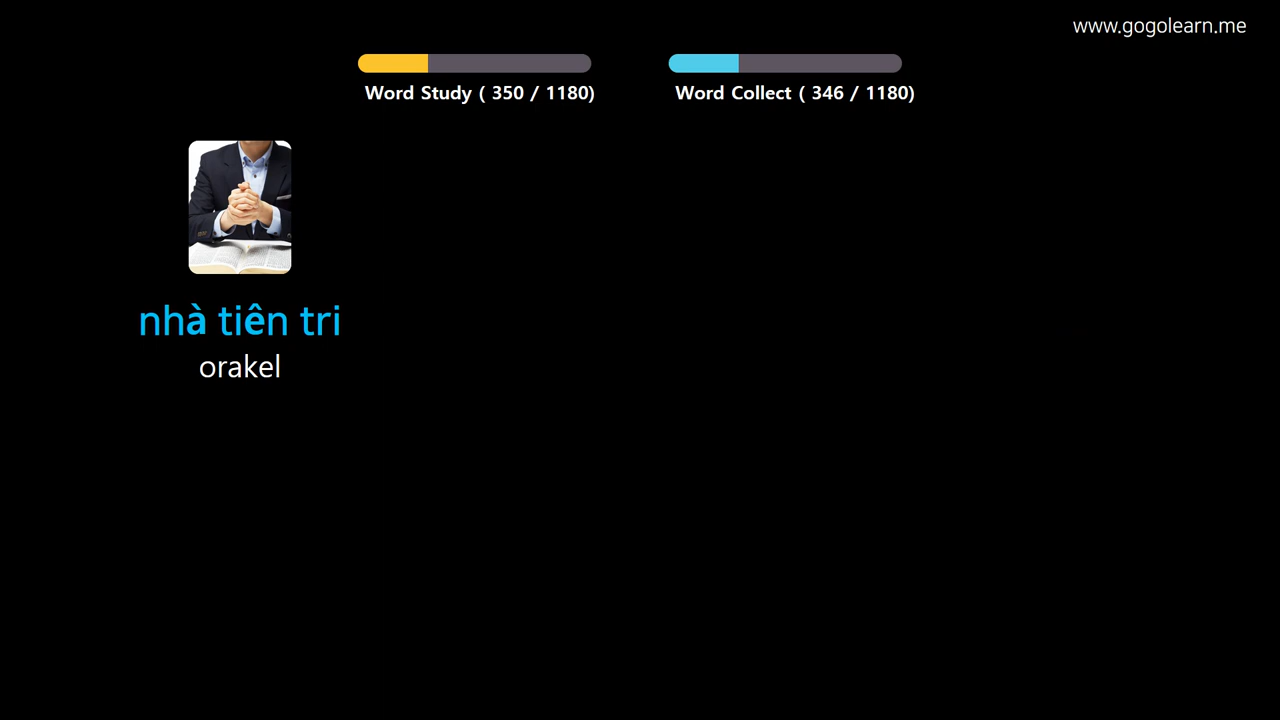 www.gogolearn.me
Word Study ( 350 / 1180)
Word Collect ( 346 / 1180)
nhà tiên tri
orakel